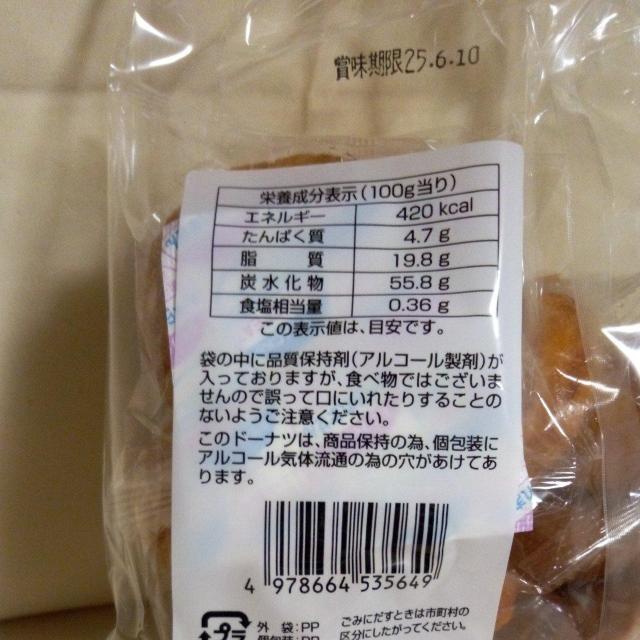 賞味期限25.6.10
栄養成分表示(100g当り)
エネルギー 420 kcal
たんぱく質 4.7 g
脂質 19.8 g
炭水化物 55.8 g
食塩相当量 0.36 g
この表示値は、目安です。
袋の中に品質保持剤(アルコール製剤)が
入っておりますが、食べ物ではございま
せんので誤って口にいれたりすることの
ないようご注意ください。
このドーナツは、商品保持の為、個包装に
アルコール気体流通の為の穴があけてあ
ります。
4 978664 535649
プラ
外 袋:PP
個包装:PP
ごみにだすときは市町村の
区分にしたがってください。